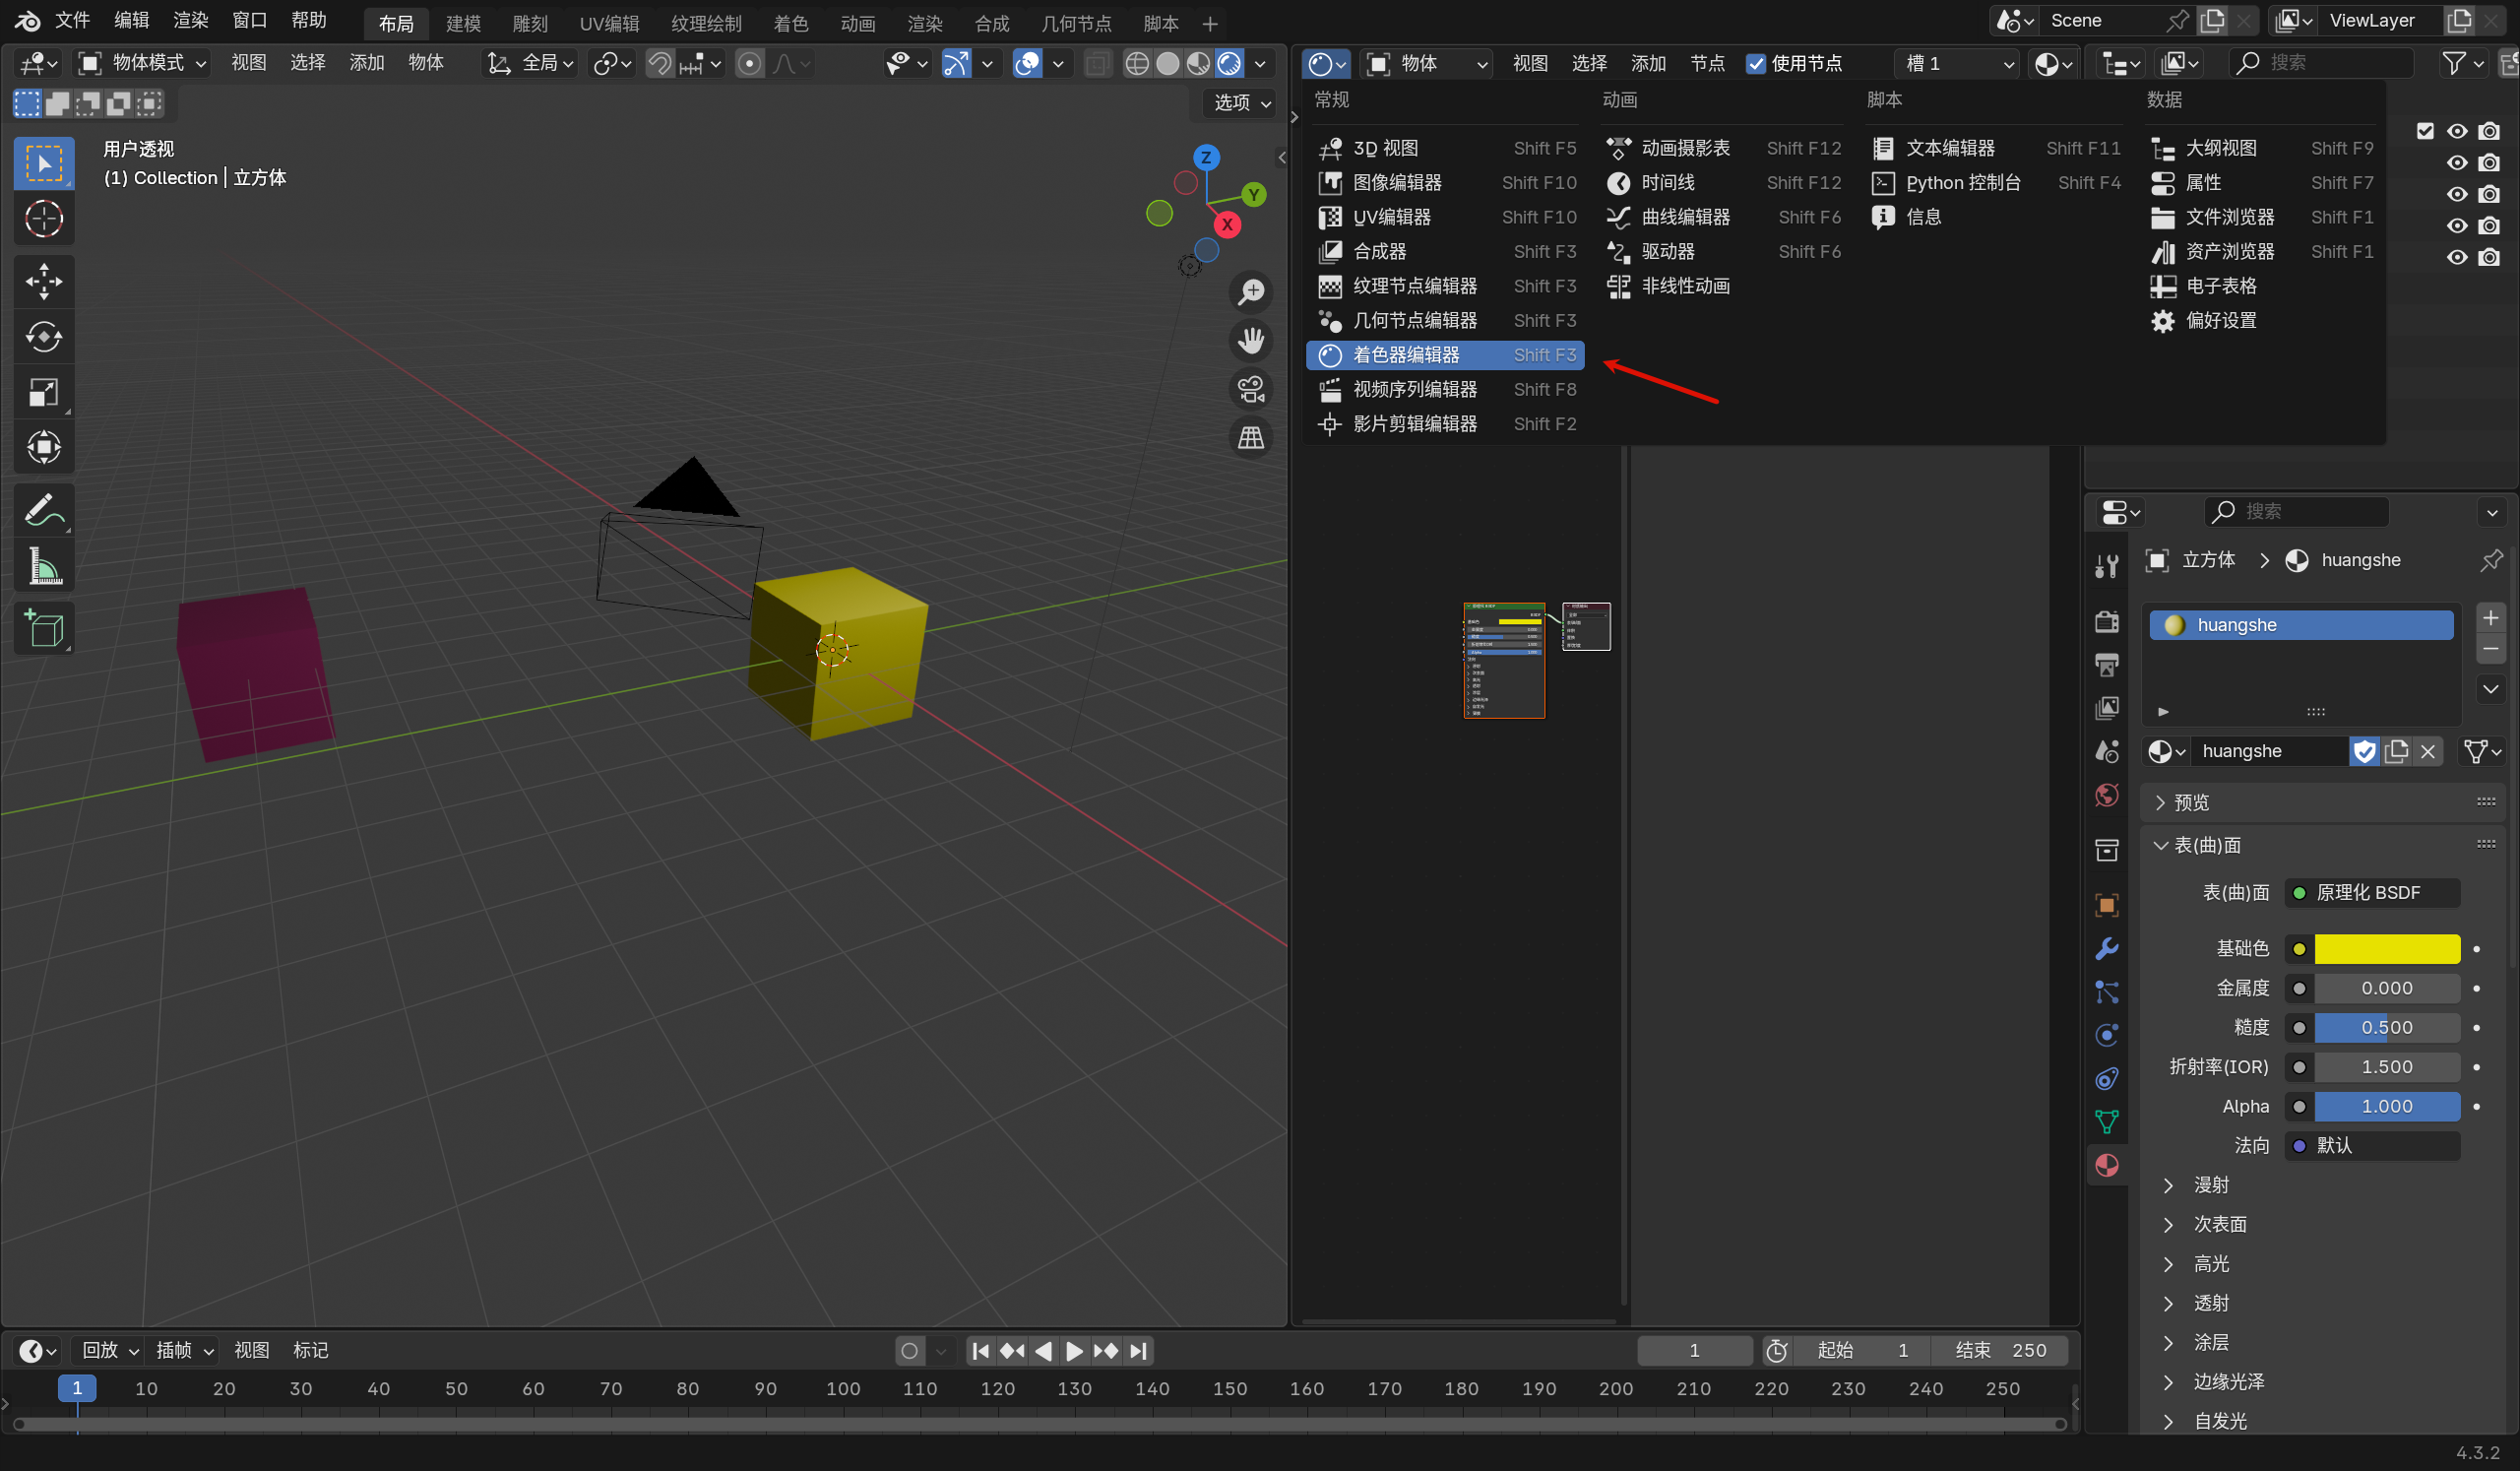 文件 编辑 渲染 窗口 帮助 布局 建模 雕刻 UV编辑 纹理绘制 着色 动画 渲染 合成 几何节点 脚本 + Scene ViewLayer
物体模式 视图 选择 添加 物体 全局 物体 视图 选择 添加 节点 使用节点 槽 1 搜索
选项
用户透视
(1) Collection | 立方体
Z
Y
X
常规
3D 视图 Shift F5
图像编辑器 Shift F10
UV编辑器 Shift F10
合成器 Shift F3
纹理节点编辑器 Shift F3
几何节点编辑器 Shift F3
着色器编辑器 Shift F3
视频序列编辑器 Shift F8
影片剪辑编辑器 Shift F2
动画
动画摄影表 Shift F12
时间线 Shift F12
曲线编辑器 Shift F6
驱动器 Shift F6
非线性动画
脚本
文本编辑器 Shift F11
Python 控制台 Shift F4
信息
数据
大纲视图 Shift F9
属性 Shift F7
文件浏览器 Shift F1
资产浏览器 Shift F1
电子表格
偏好设置
搜索
立方体 > huangshe
huangshe
huangshe
预览
表(曲)面
表(曲)面 原理化 BSDF
基础色
金属度 0.000
糙度 0.500
折射率(IOR) 1.500
Alpha 1.000
法向 默认
漫射
次表面
高光
透射
涂层
边缘光泽
自发光
回放 插帧 视图 标记 1 起始 1 结束 250
1 10 20 30 40 50 60 70 80 90 100 110 120 130 140 150 160 170 180 190 200 210 220 230 240 250
4.3.2